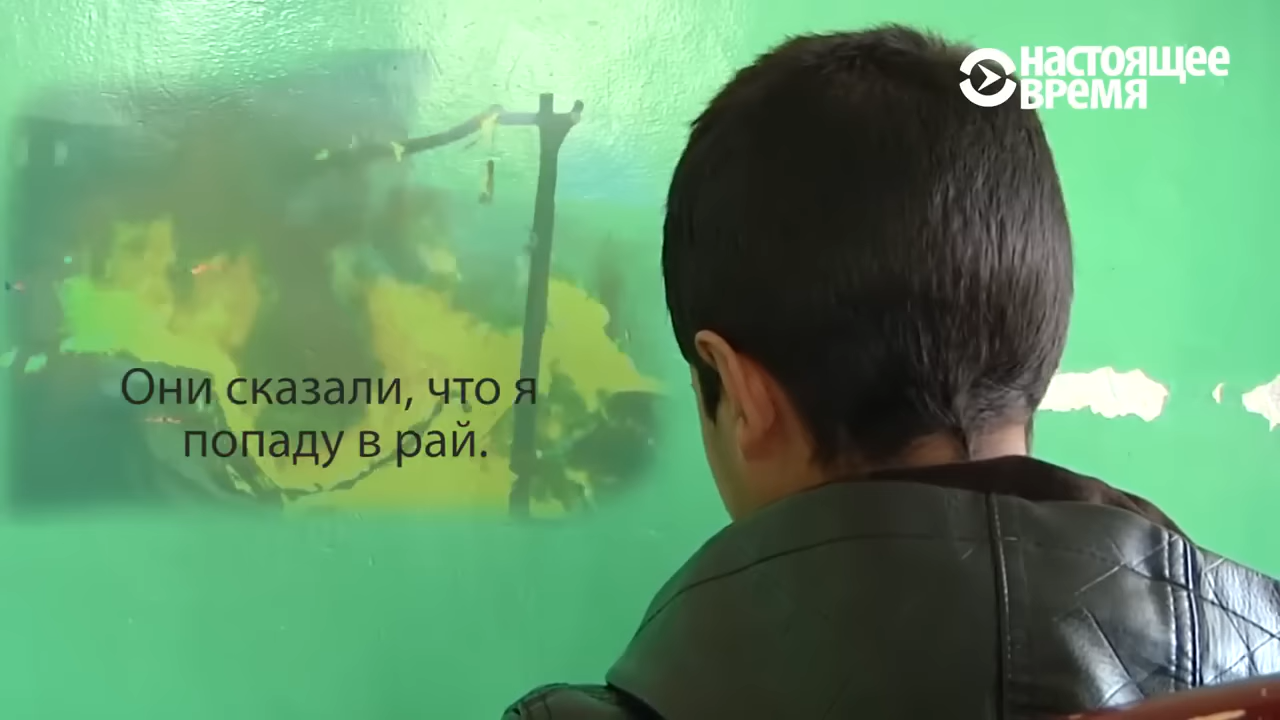 НАСТОЯЩЕЕ
ВРЕМЯ
Они сказали, что я
попаду в рай.